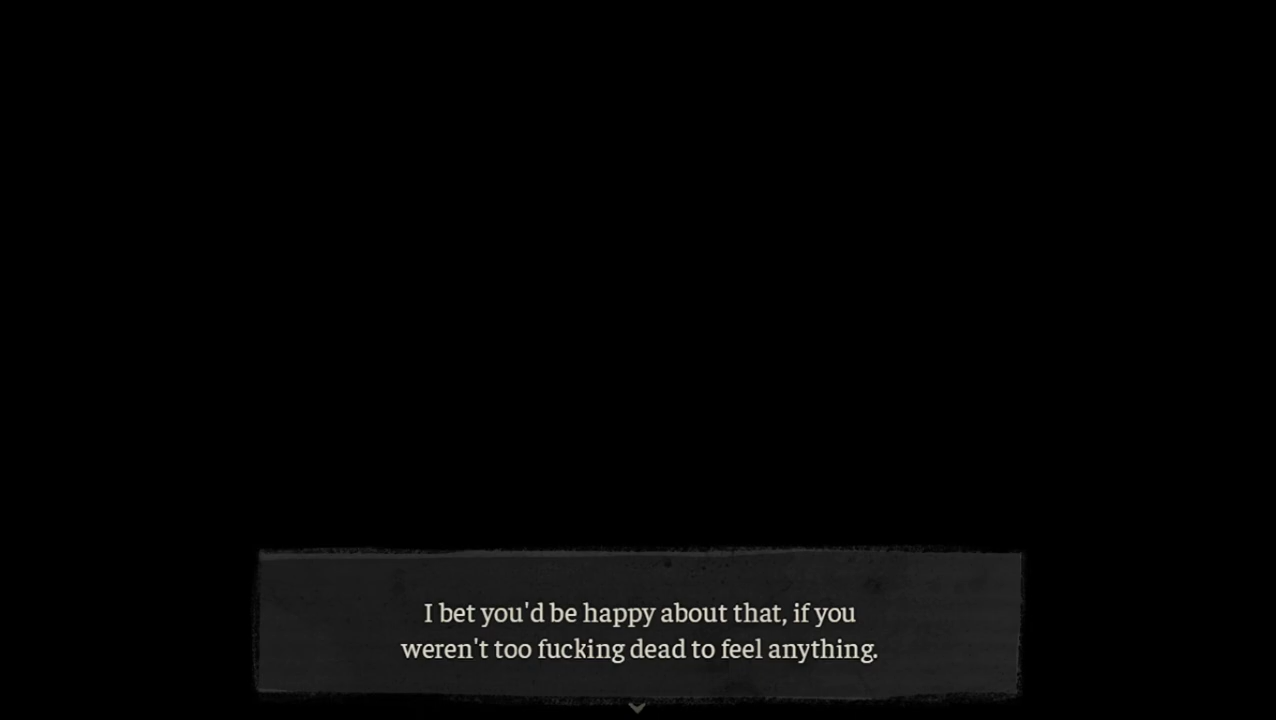 I bet you'd be happy about that, if you
weren't too fucking dead to feel anything.